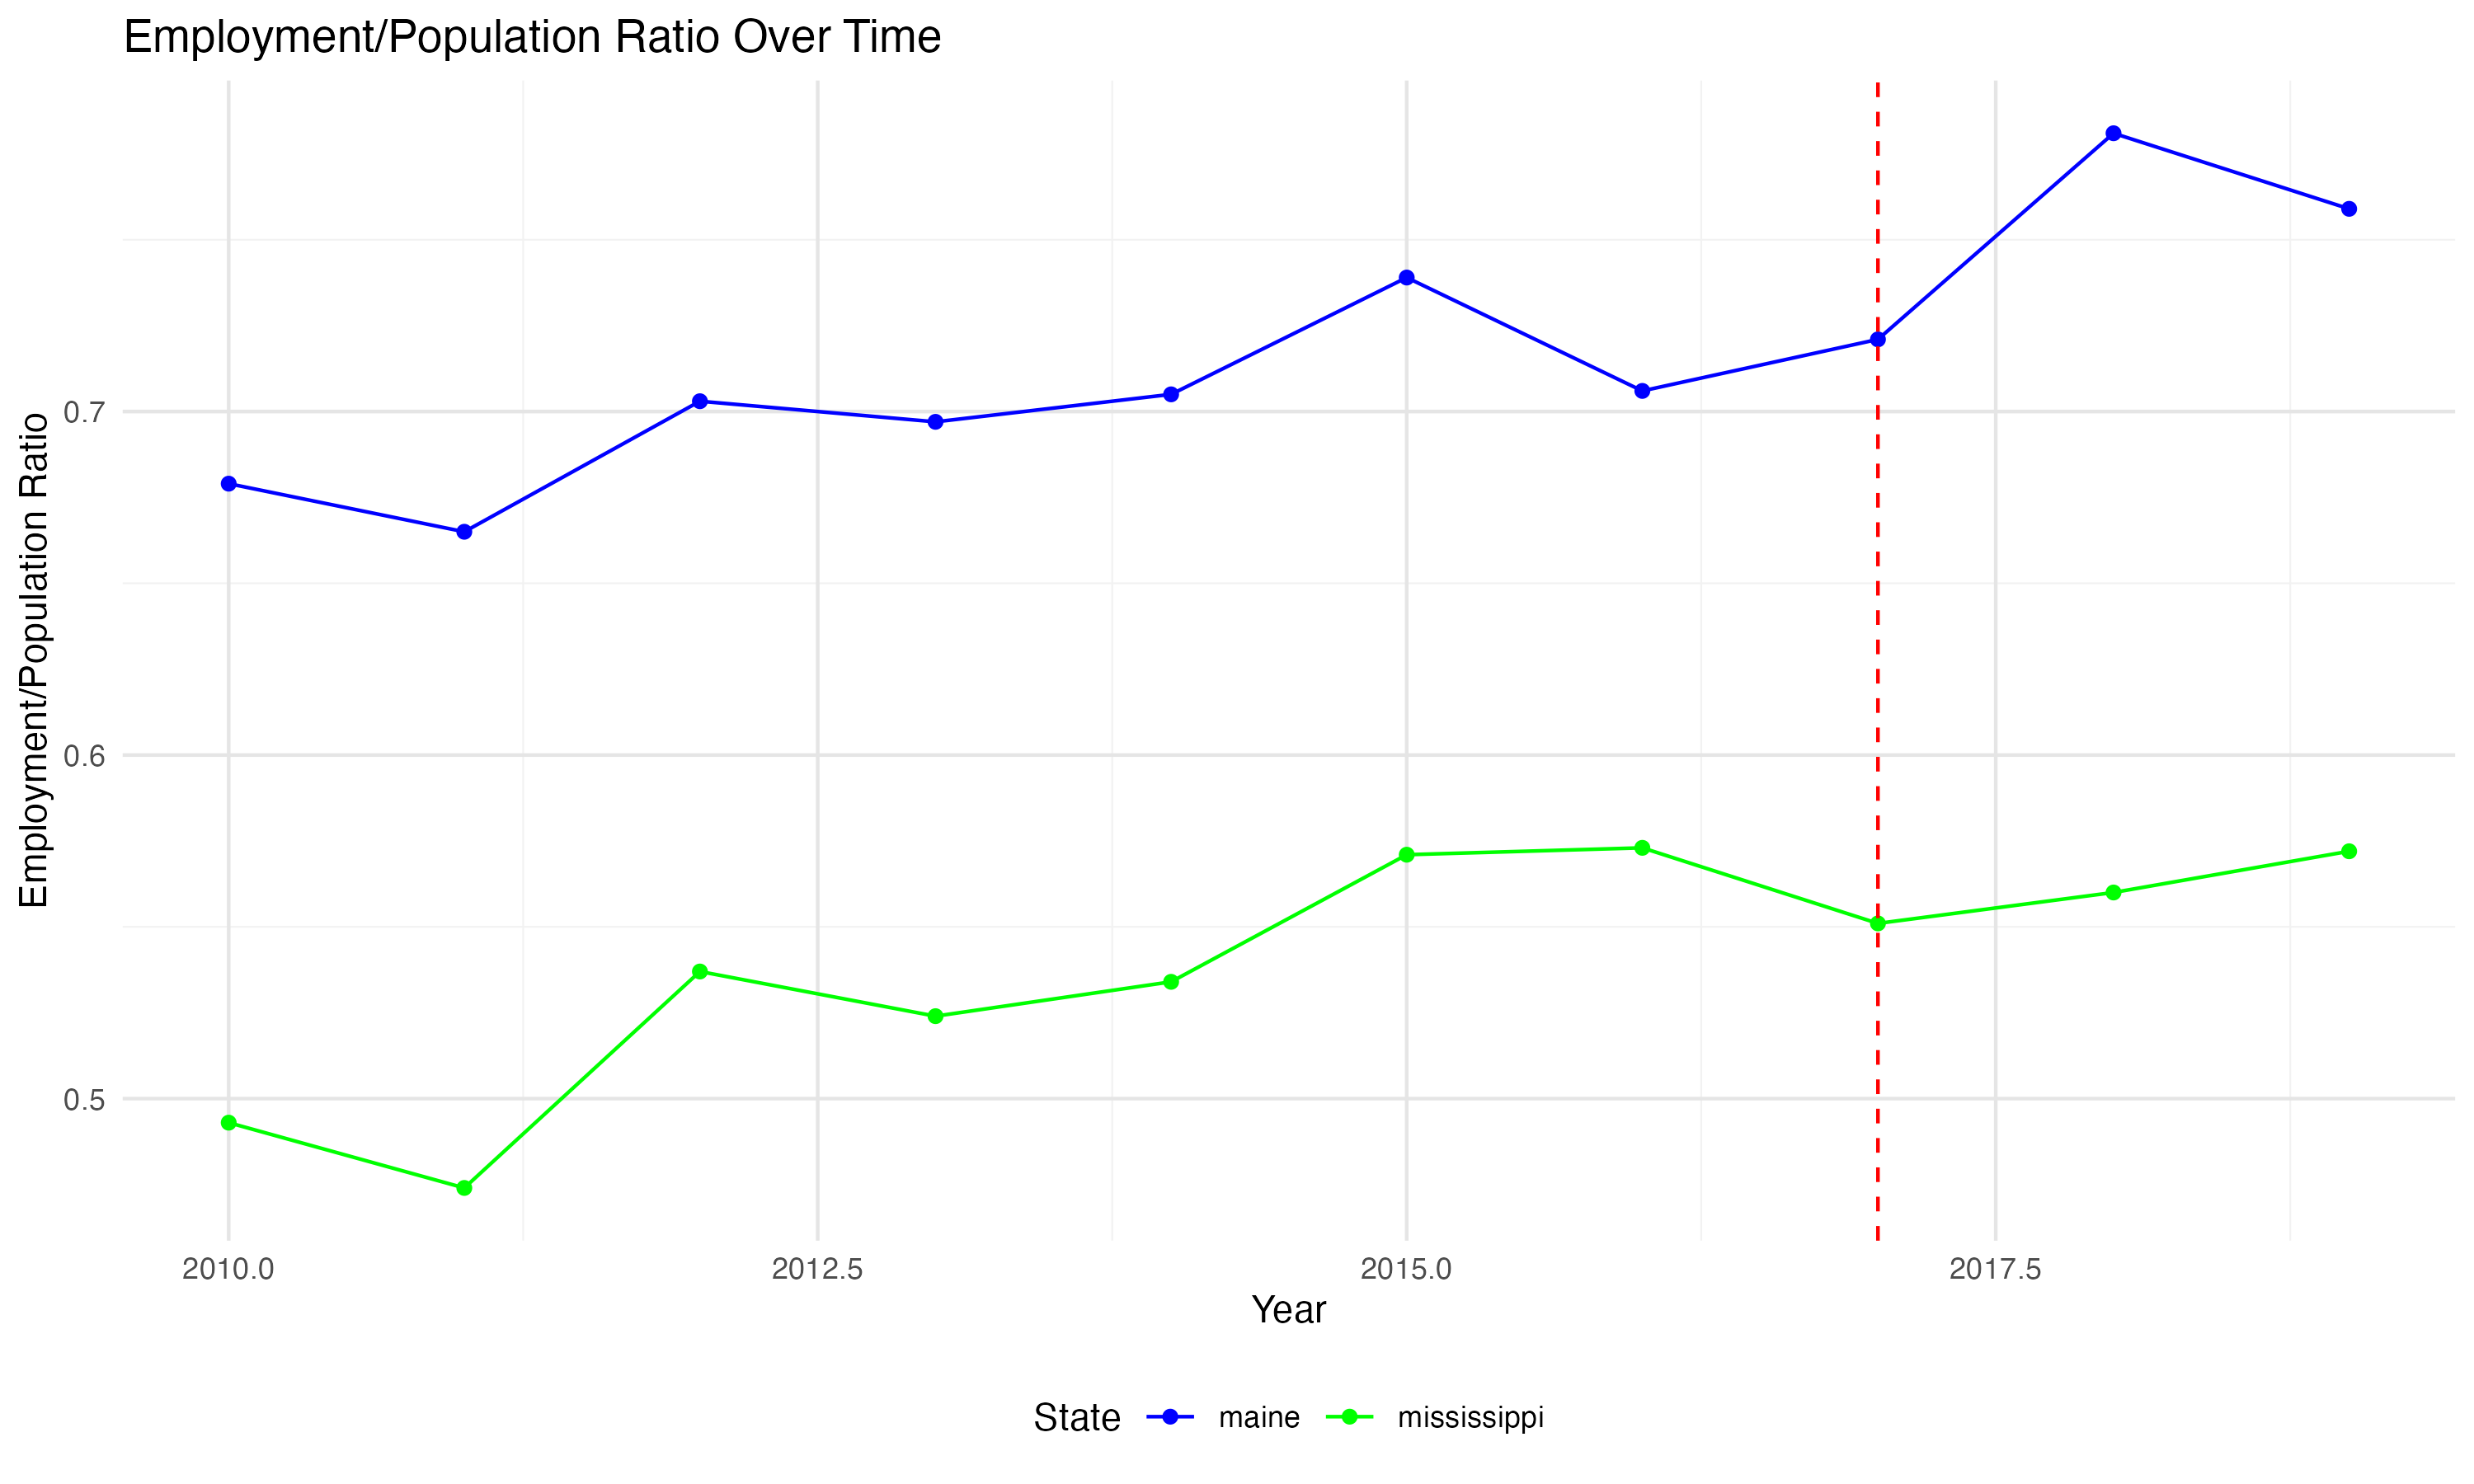 Employment/Population Ratio Over Time
Employment/Population Ratio
0.7
0.6
0.5
2010.0
2012.5
2015.0
2017.5
Year
State
maine
mississippi